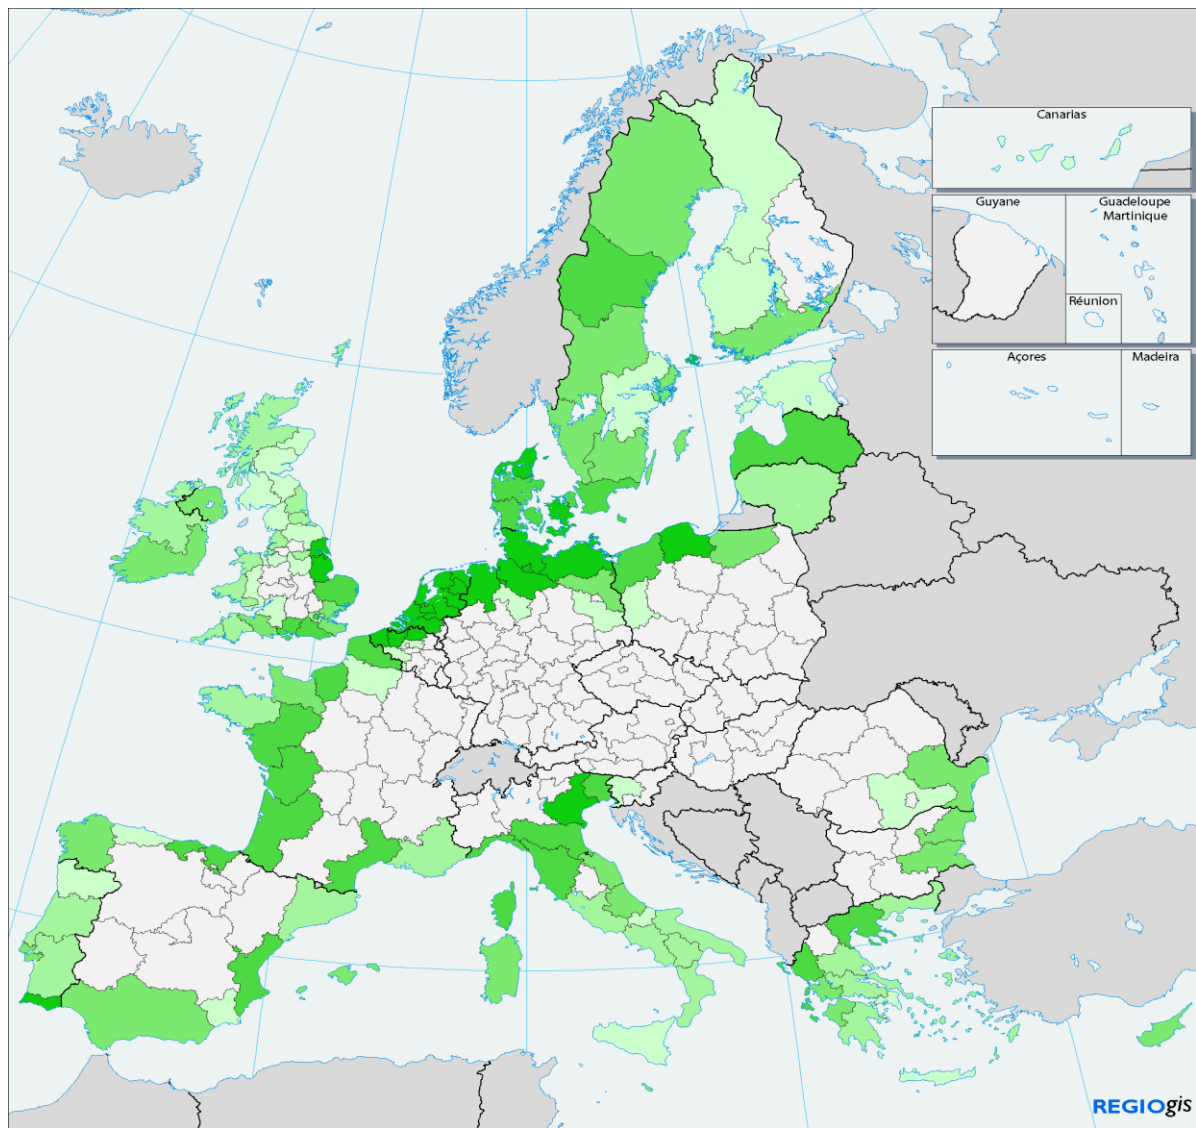 Canarias
Guyane
Guadeloupe
Martinique
Réunion
Açores
Madeira
REGIOgis